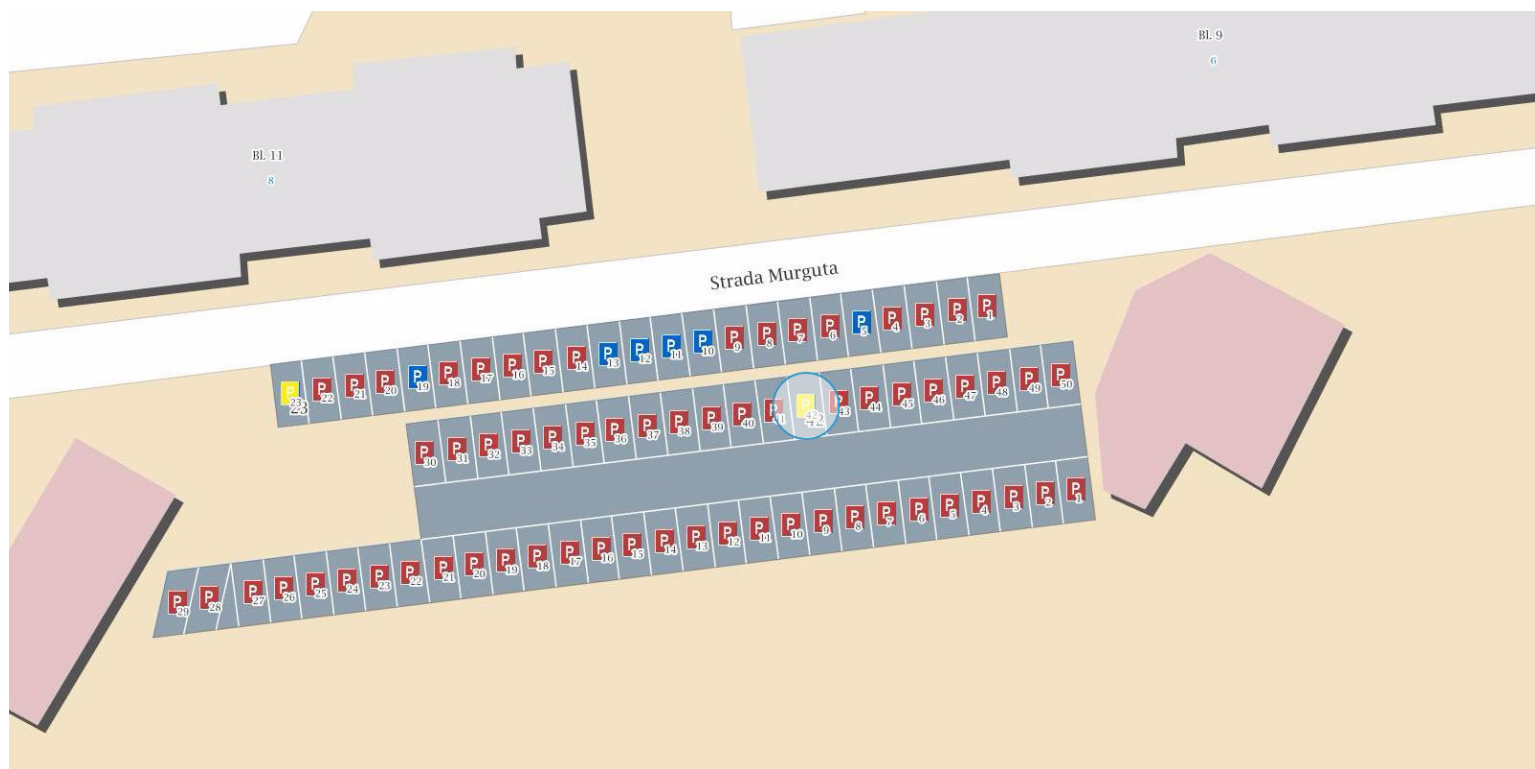 Bl. 9
6
Bl. 11
8
Strada Murguta
P 23 23 P 22 P 21 P 20 P 19 P 18 P 17 P 16 P 15 P 14 P 13 P 12 P 11 P 10 P 9 P 8 P 7 P 6 P 5 P 4 P 3 P 2 P 1
P 30 P 31 P 32 P 33 P 34 P 35 P 36 P 37 P 38 P 39 P 40 P 41 P 42 42 P 43 P 44 P 45 P 46 P 47 P 48 P 49 P 50
P 29 P 28 P 27 P 26 P 25 P 24 P 23 P 22 P 21 P 20 P 19 P 18 P 17 P 16 P 15 P 14 P 13 P 12 P 11 P 10 P 9 P 8 P 7 P 6 P 5 P 4 P 3 P 2 P 1